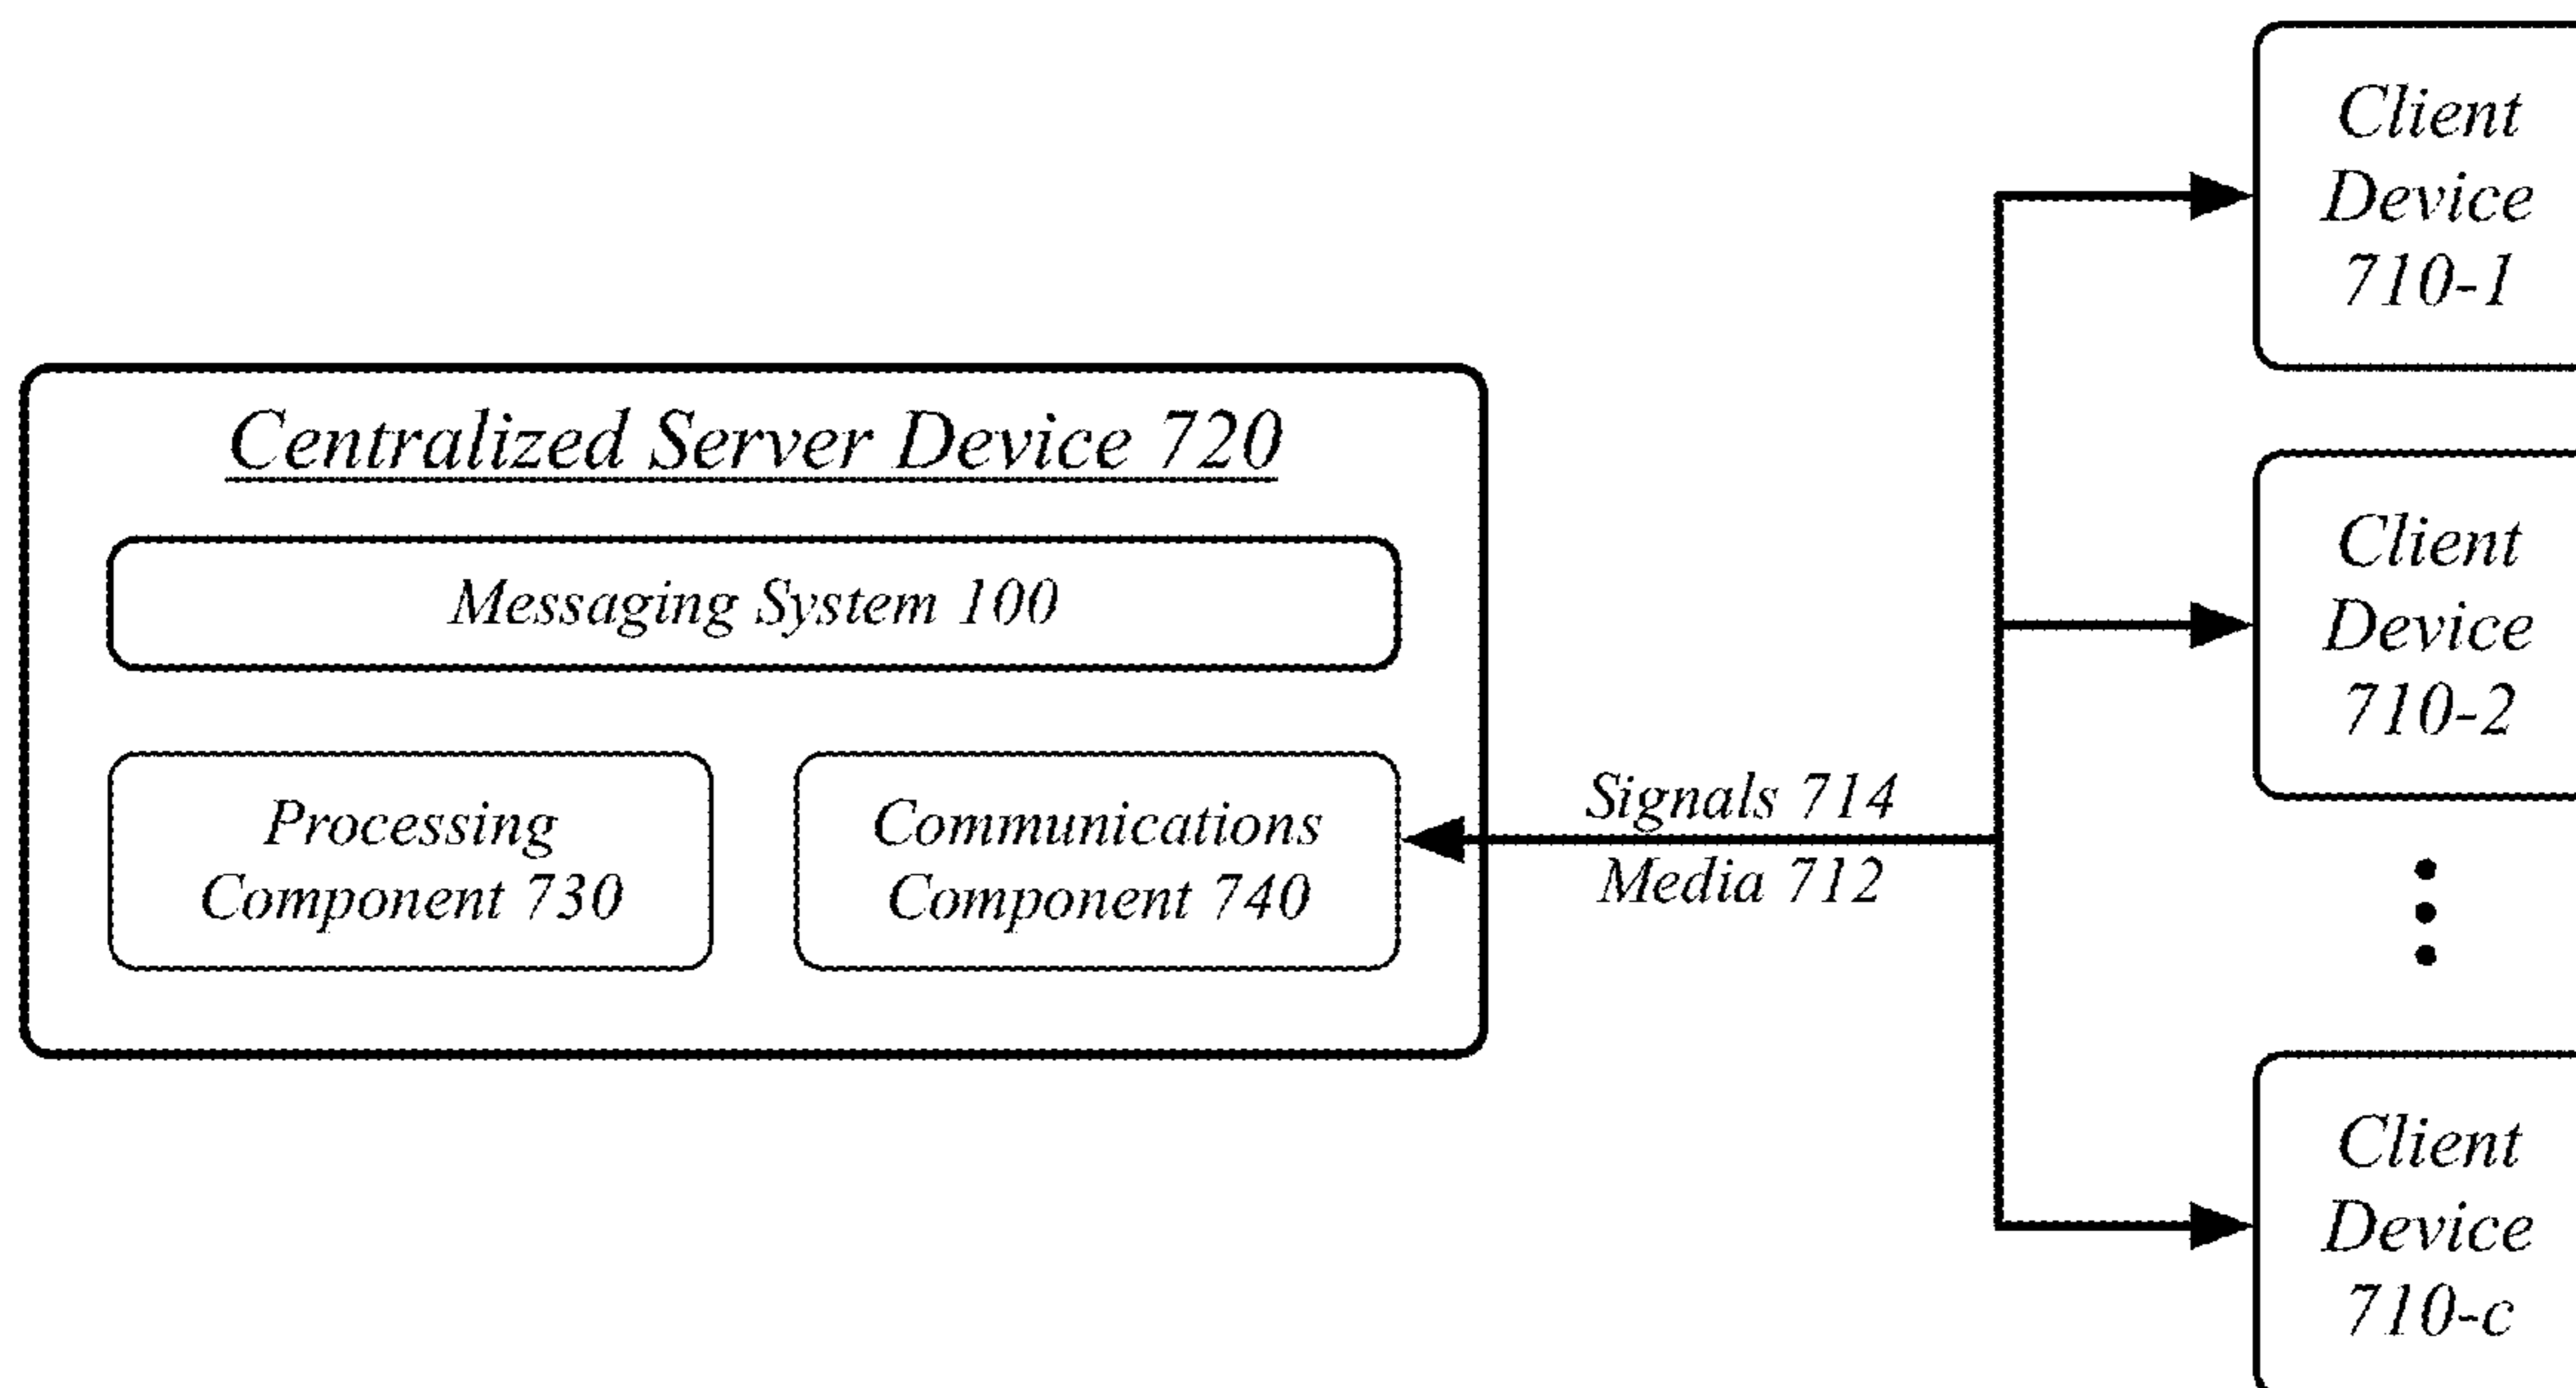 Centralized Server Device 720
Messaging System 100
Processing
Component 730
Communications
Component 740
Signals 714
Media 712
Client
Device
710-1
Client
Device
710-2
Client
Device
710-c